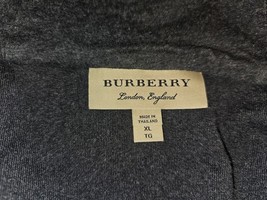 BURBERRY
London, England
MADE IN
THAILAND
XL
TG